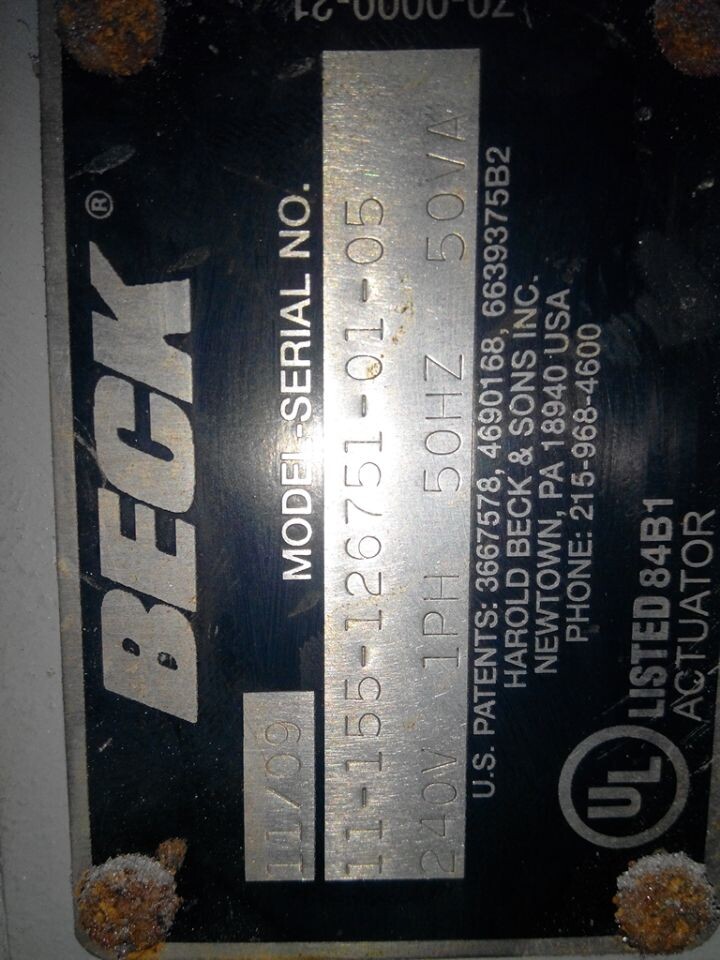 BECK®
MODEL-SERIAL NO.
11/09
11-155-126751-01-05
240V 1PH 50HZ 50VA
U.S. PATENTS: 3667578, 4690168, 6639375B2
HAROLD BECK & SONS INC.
NEWTOWN, PA 18940 USA
PHONE: 215-968-4600
UL LISTED 84B1
ACTUATOR
70-0000-21